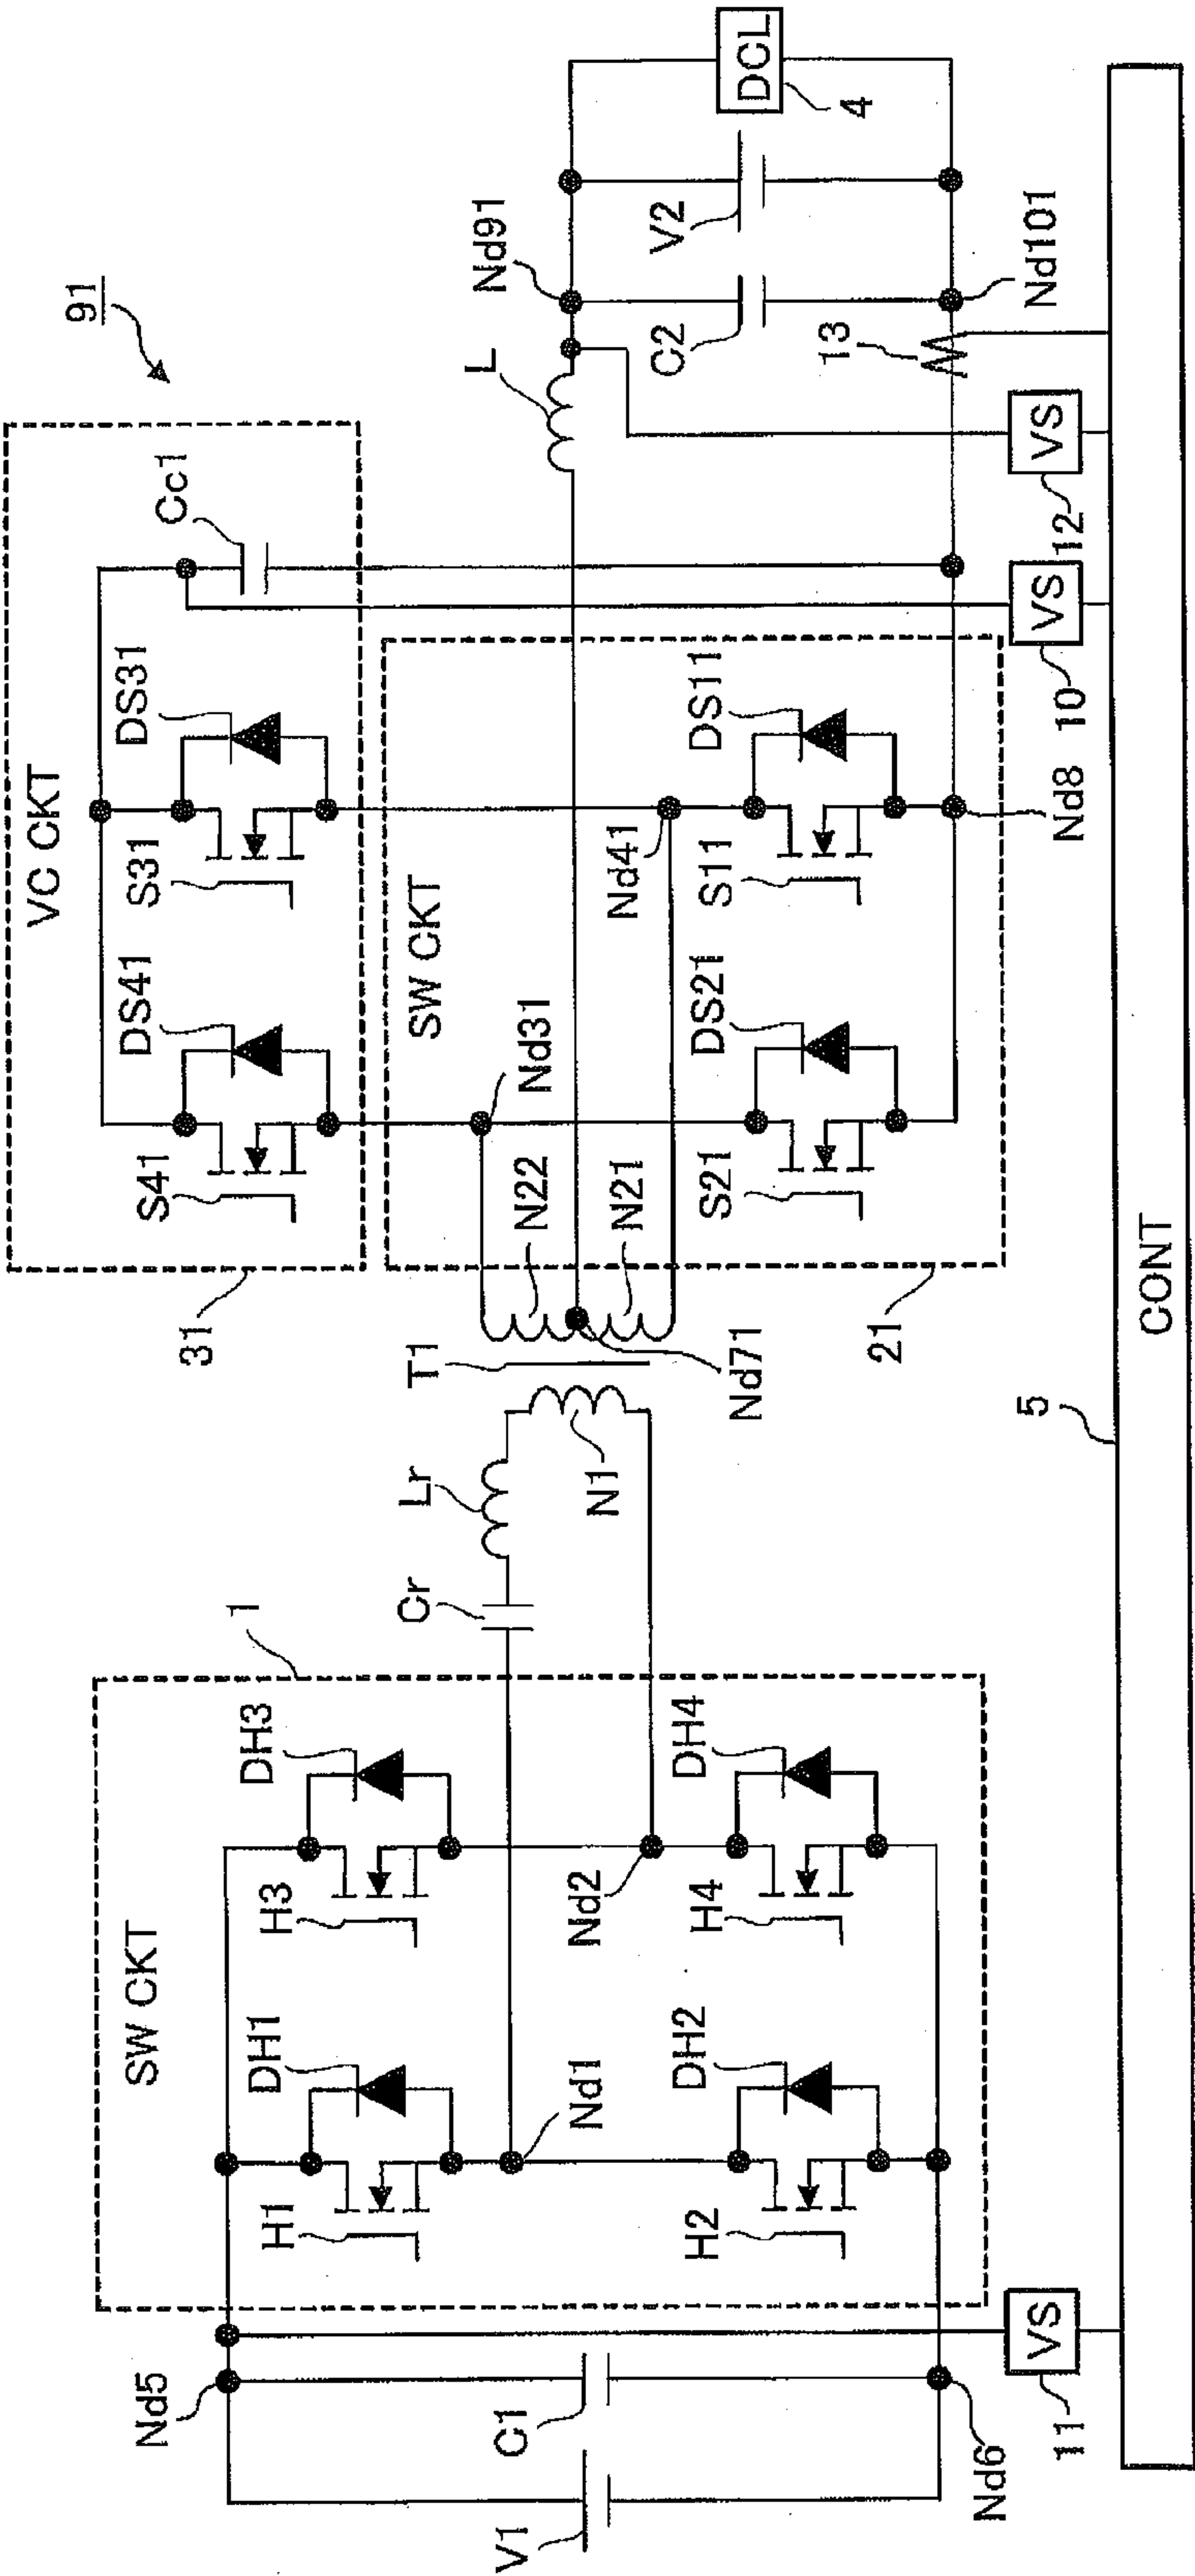 91
VC CKT
S41
DS41
S31
DS31
Cc1
31
SW CKT
1
H1
DH1
H3
DH3
Nd5
Nd1
Nd2
H2
DH2
H4
DH4
C1
V1
Nd6
Cr
Lr
N1
T1
Nd71
N22
N21
Nd31
SW CKT
Nd41
S21
DS21
S11
DS11
21
Nd8
L
Nd91
C2
V2
DCL
4
13
Nd101
VS
11
VS
10
VS
12
5
CONT